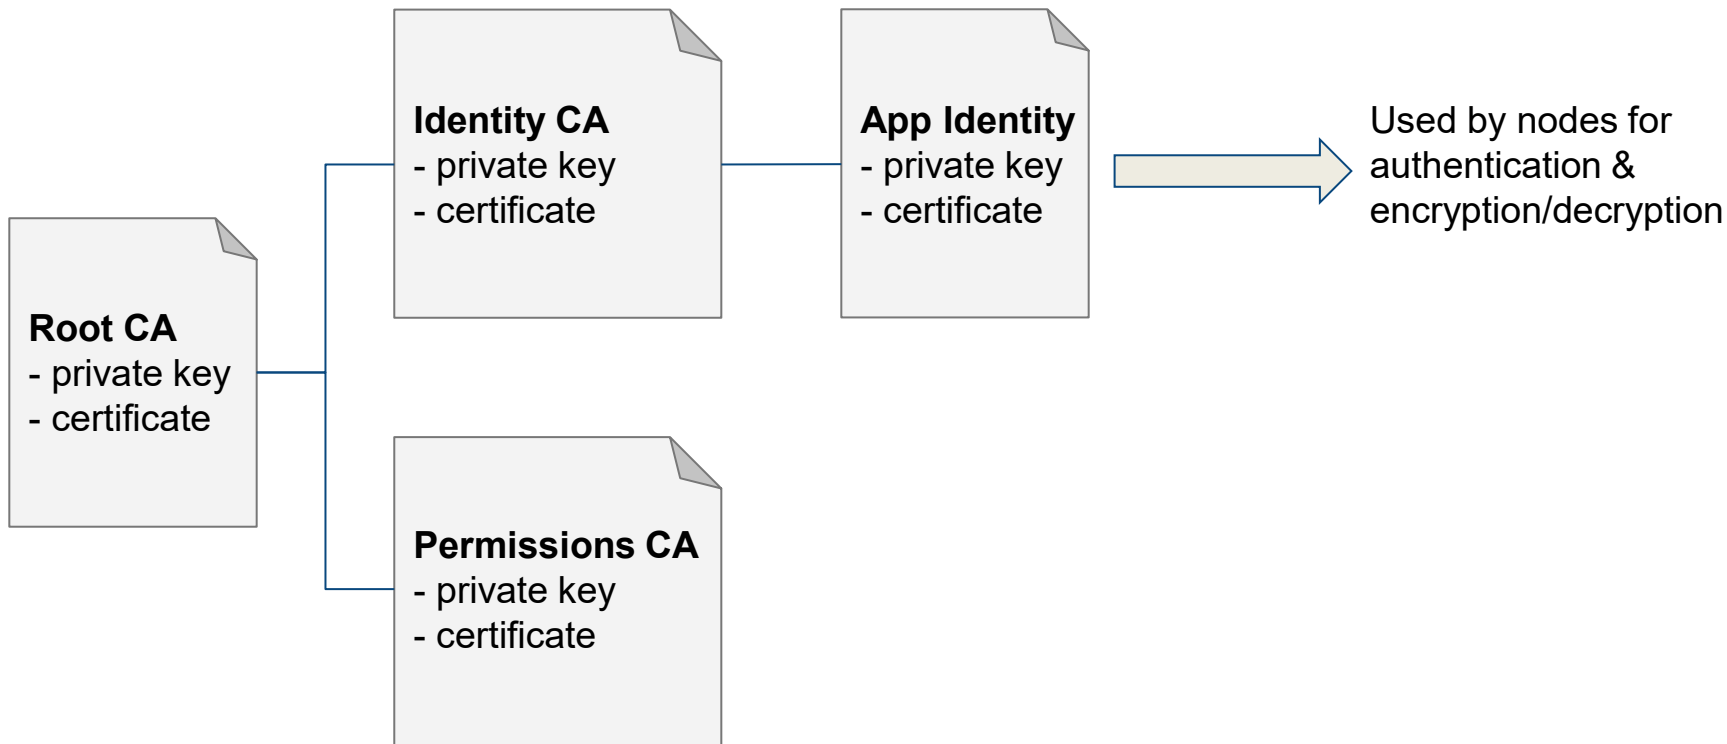 Root CA
- private key
- certificate
Identity CA
- private key
- certificate
App Identity
- private key
- certificate
Used by nodes for
authentication &
encryption/decryption
Permissions CA
- private key
- certificate